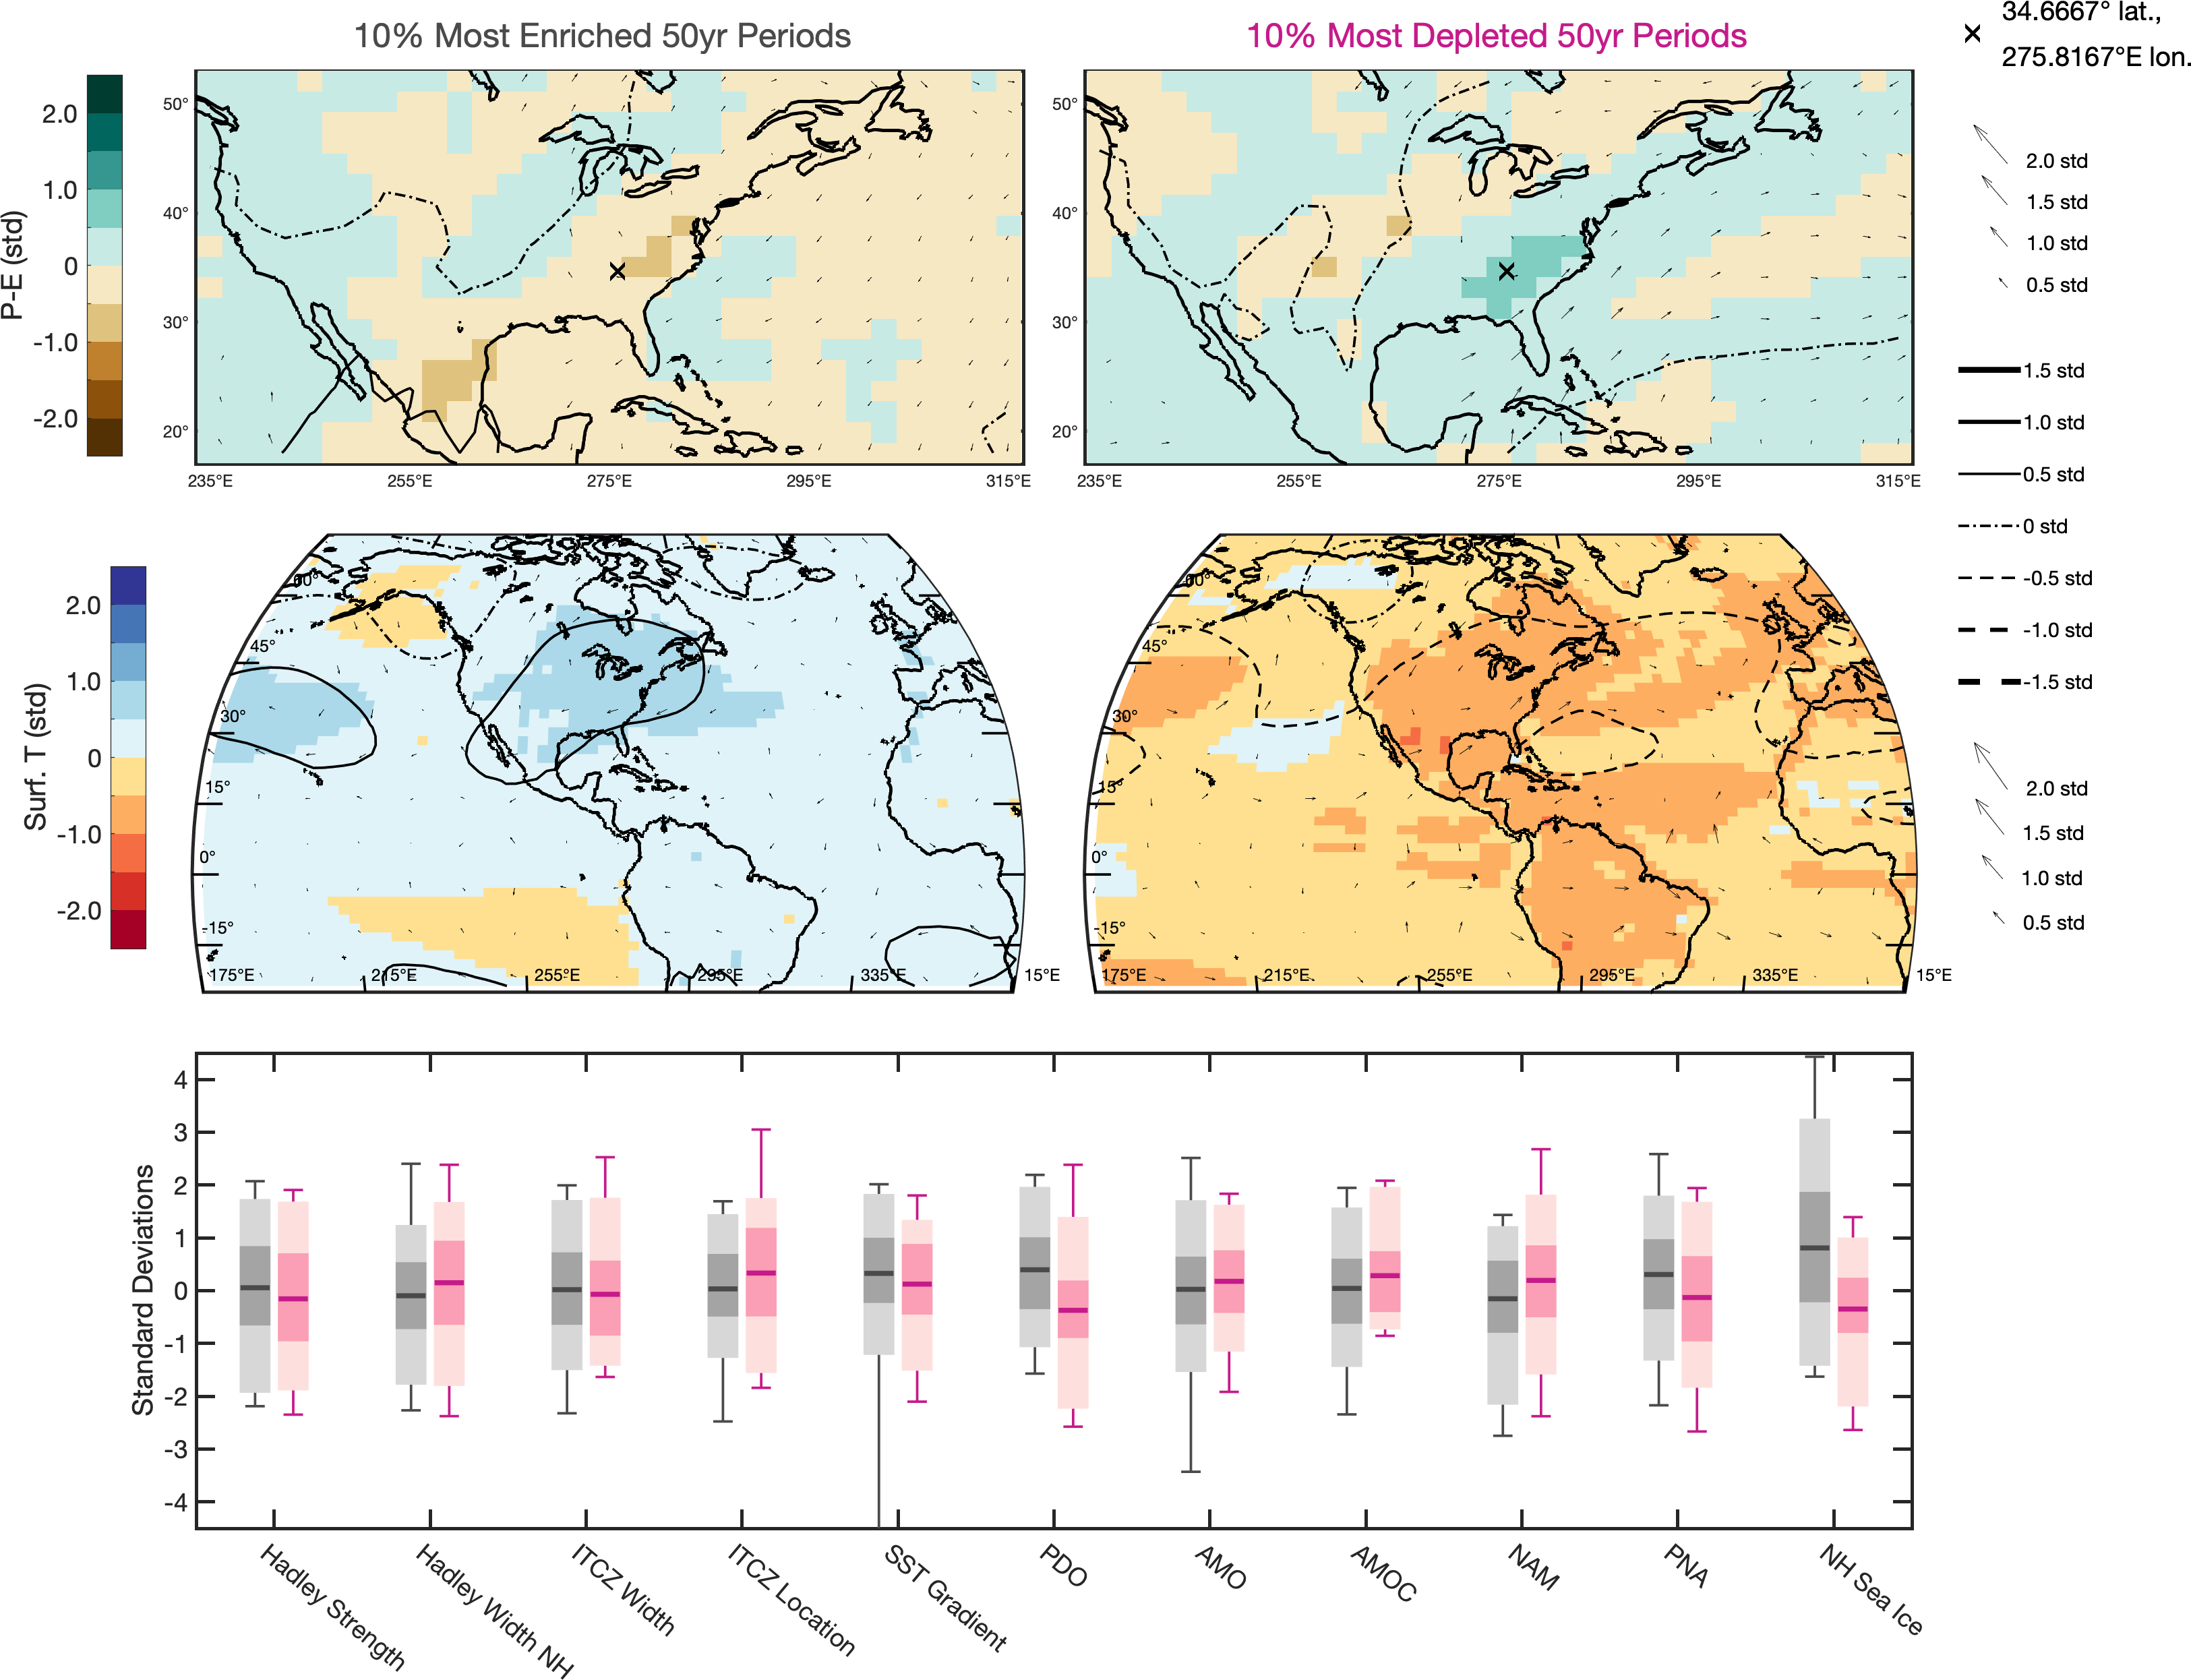 10% Most Enriched 50yr Periods
10% Most Depleted 50yr Periods
34.6667° lat.,
275.8167°E lon.
P-E (std)
2.0
1.0
0
-1.0
-2.0
50°
40°
30°
20°
235°E
255°E
275°E
295°E
315°E
50°
40°
30°
20°
235°E
255°E
275°E
295°E
315°E
2.0 std
1.5 std
1.0 std
0.5 std
1.5 std
1.0 std
0.5 std
0 std
-0.5 std
-1.0 std
-1.5 std
Surf. T (std)
2.0
1.0
0
-1.0
-2.0
60°
45°
30°
15°
0°
-15°
175°E
215°E
255°E
295°E
335°E
15°E
60°
45°
30°
15°
0°
-15°
175°E
215°E
255°E
295°E
335°E
15°E
2.0 std
1.5 std
1.0 std
0.5 std
Standard Deviations
4
3
2
1
0
-1
-2
-3
-4
Hadley Strength
Hadley Width NH
ITCZ Width
ITCZ Location
SST Gradient
PDO
AMO
AMOC
NAM
PNA
NH Sea Ice